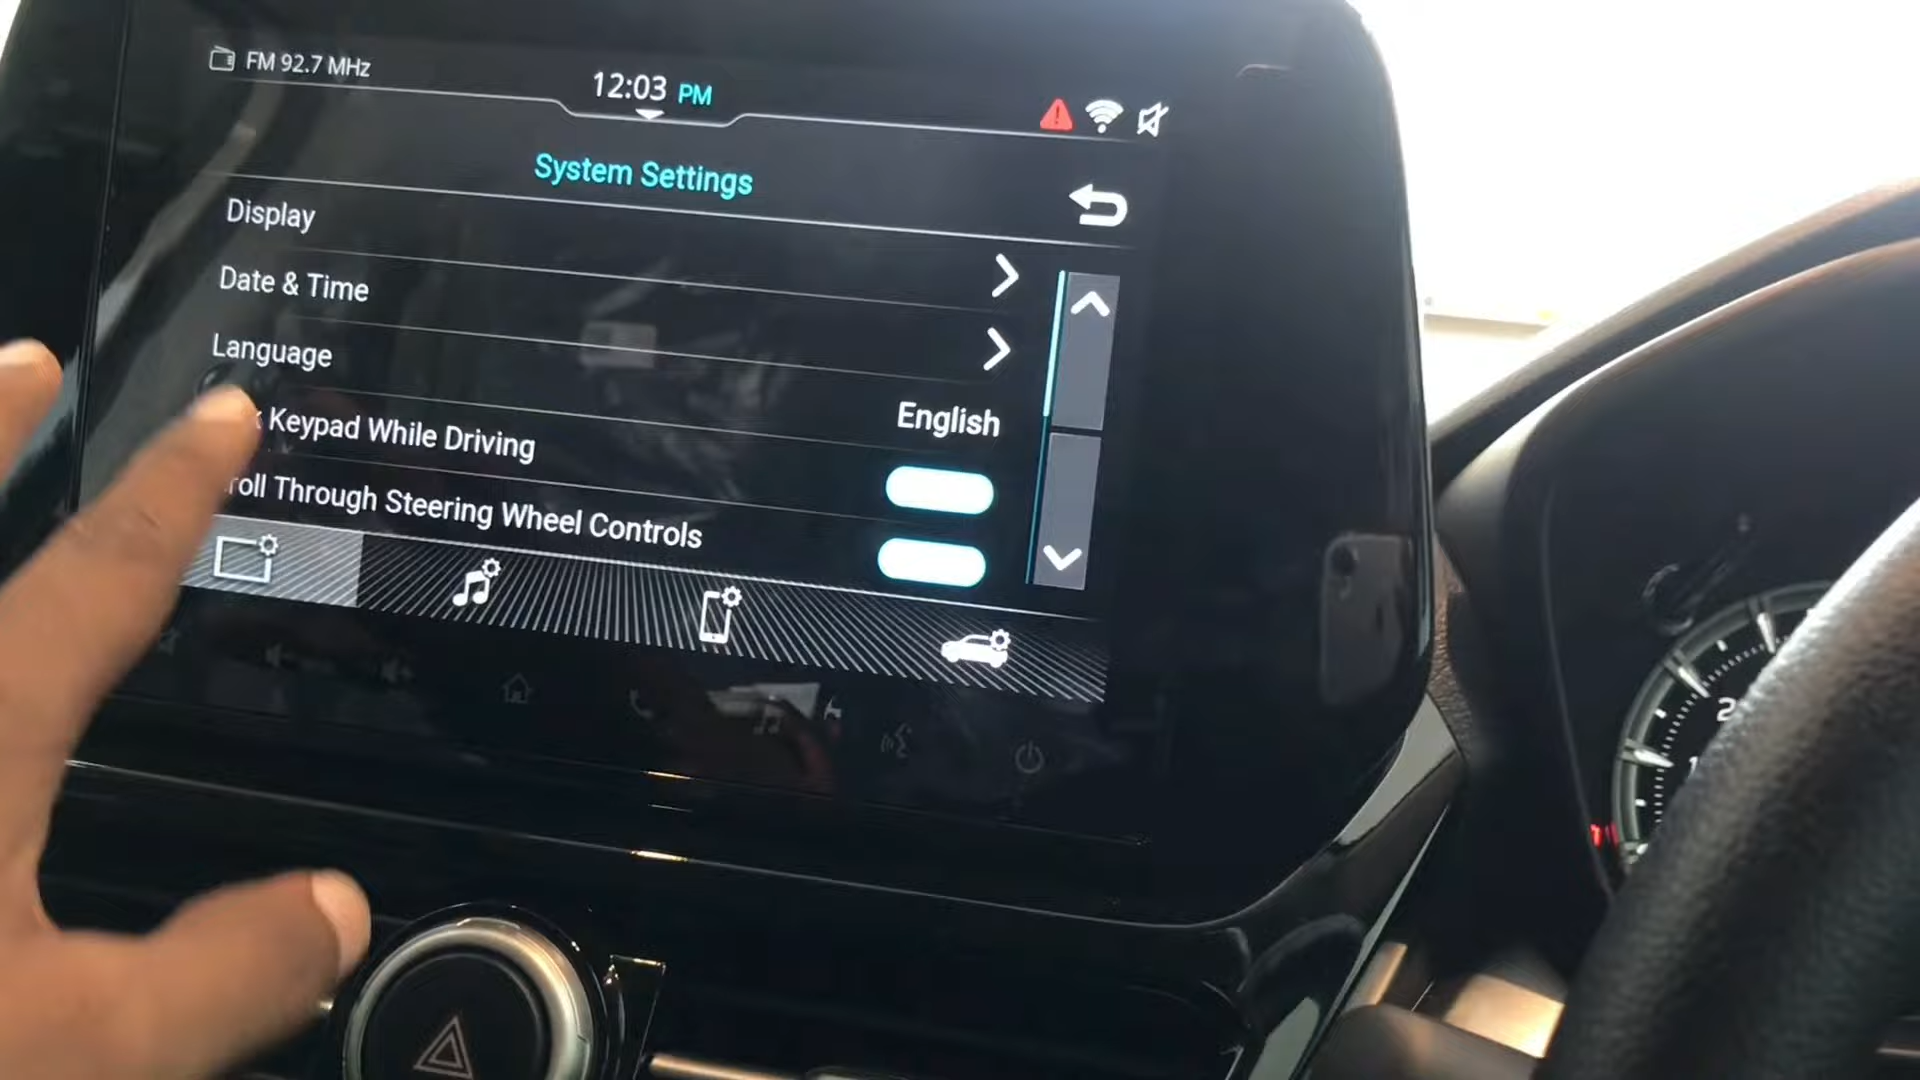 FM 92.7 MHz
12:03 PM
System Settings
Display
Date & Time
Language
English
Keypad While Driving
Through Steering Wheel Controls